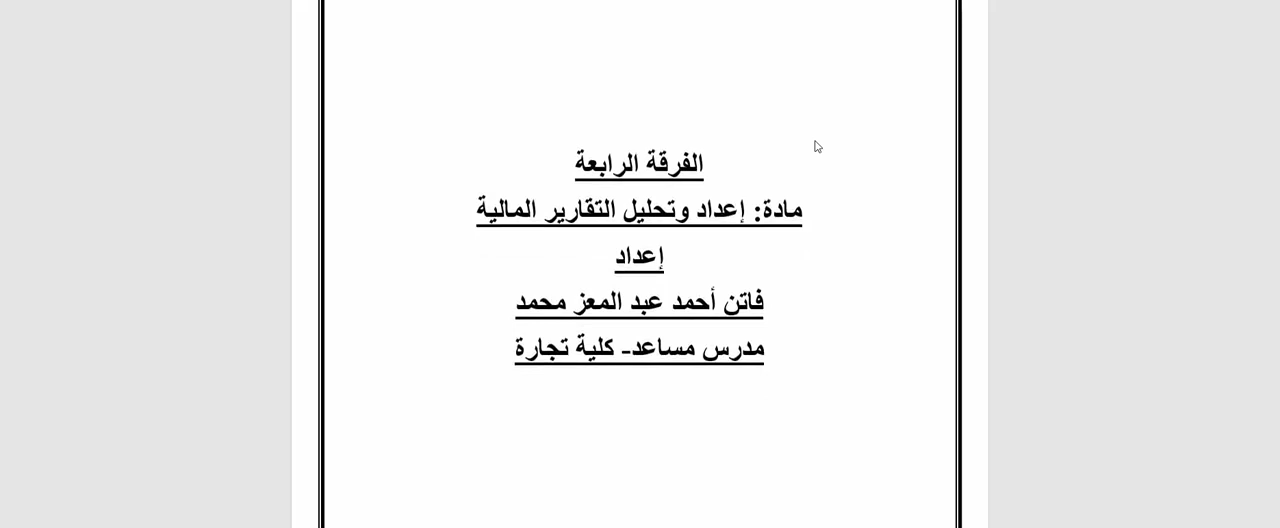 الفرقة الرابعة
مادة: إعداد وتحليل التقارير المالية
إعداد
فاتن أحمد عبد المعز محمد
مدرس مساعد- كلية تجارة